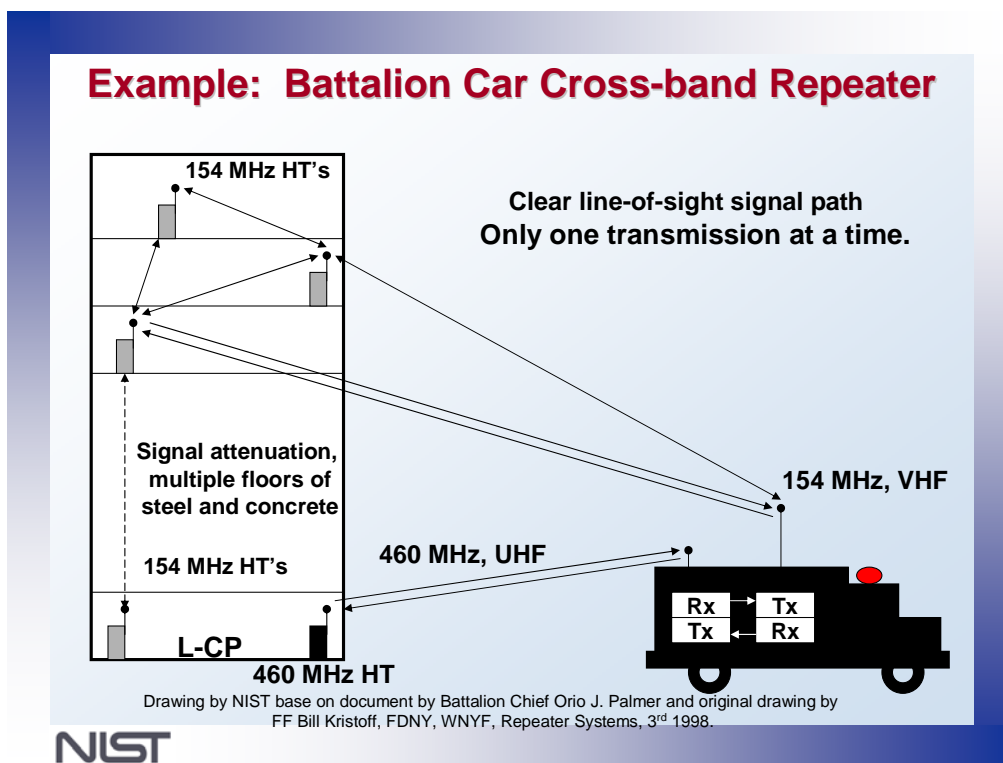 Example: Battalion Car Cross-band Repeater
154 MHz HT's
Clear line-of-sight signal path
Only one transmission at a time.
Signal attenuation,
multiple floors of
steel and concrete
154 MHz, VHF
460 MHz, UHF
154 MHz HT's
Rx Tx
Tx Rx
L-CP
460 MHz HT
Drawing by NIST base on document by Battalion Chief Orio J. Palmer and original drawing by
FF Bill Kristoff, FDNY, WNYF, Repeater Systems, 3rd 1998.
NIST